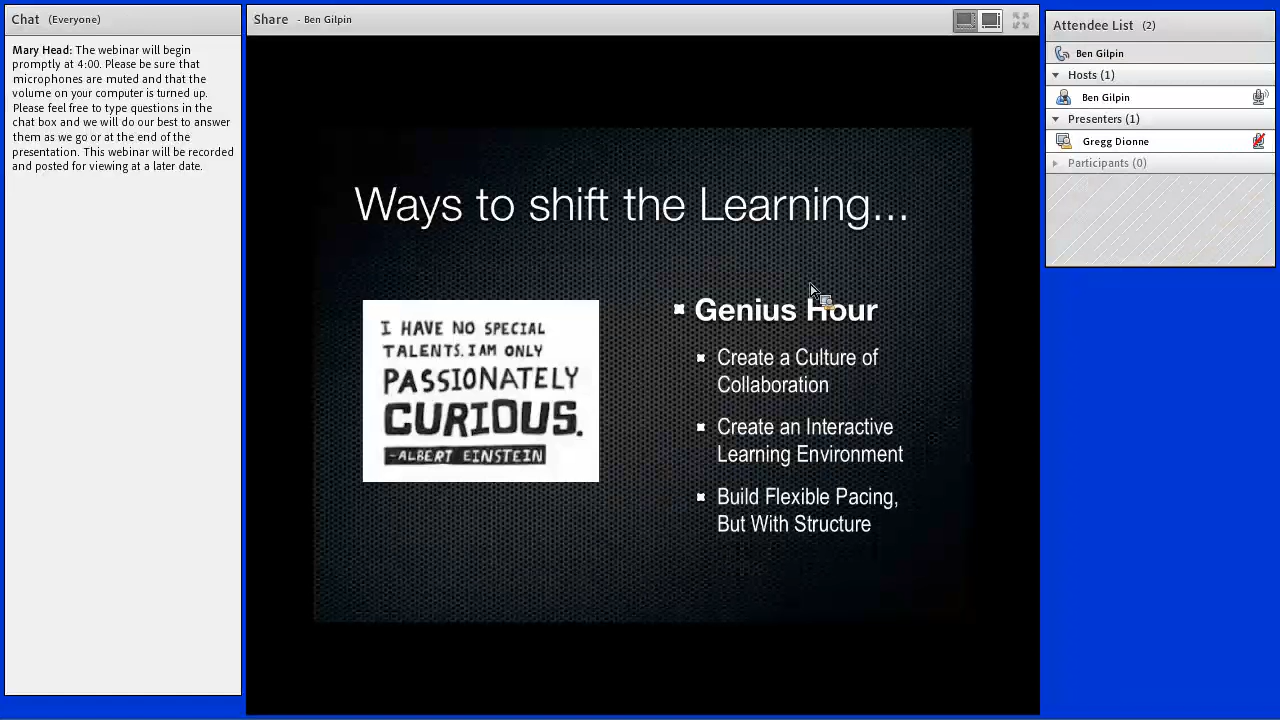 Chat (Everyone)
Mary Head: The webinar will begin
promptly at 4:00. Please be sure that
microphones are muted and that the
volume on your computer is turned up.
Please feel free to type questions in the
chat box and we will do our best to answer
them as we go or at the end of the
presentation. This webinar will be recorded
and posted for viewing at a later date.
Share - Ben Gilpin
Ways to shift the Learning...
I HAVE NO SPECIAL
TALENTS. I AM ONLY
PASSIONATELY
CURIOUS.
-ALBERT EINSTEIN
Genius Hour
Create a Culture of
Collaboration
Create an Interactive
Learning Environment
Build Flexible Pacing,
But With Structure
Attendee List (2)
Ben Gilpin
Hosts (1)
Ben Gilpin
Presenters (1)
Gregg Dionne
Participants (0)